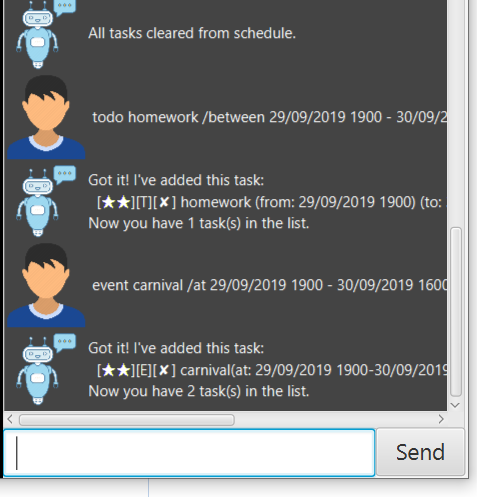 All tasks cleared from schedule.
todo homework /between 29/09/2019 1900 - 30/09/2
Got it! I've added this task:
[★★][T][✘] homework (from: 29/09/2019 1900) (to:
Now you have 1 task(s) in the list.
event carnival /at 29/09/2019 1900 - 30/09/2019 1600
Got it! I've added this task:
[★★][E][✘] carnival(at: 29/09/2019 1900-30/09/2019
Now you have 2 task(s) in the list.
Send